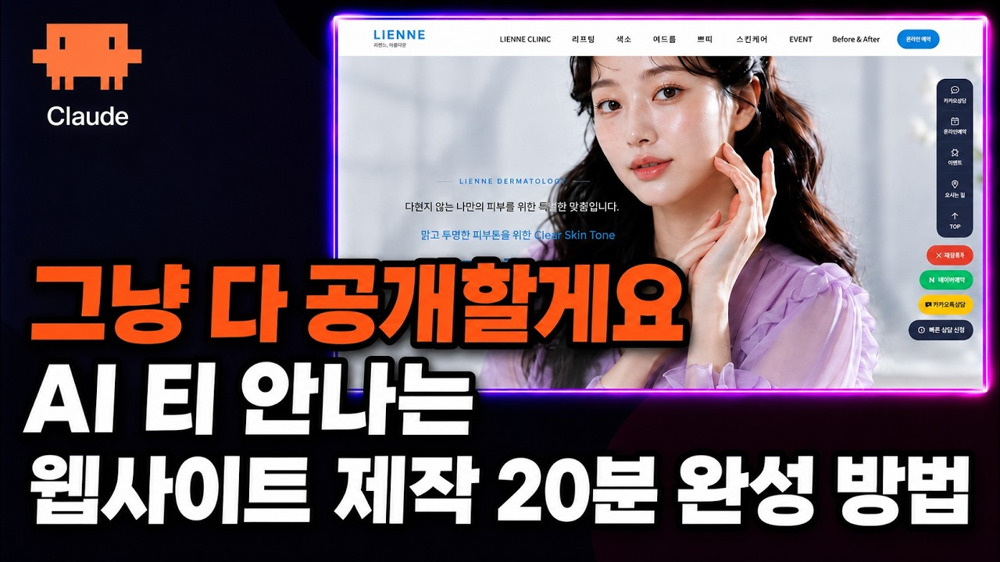 Claude
LIENNE
리엔느, 아름다운
LIENNE CLINIC 리프팅 색소 여드름 쁘띠 스킨케어 EVENT Before & After 온라인 예약
카카오상담
온라인예약
이벤트
오시는 길
TOP
LIENNE DERMATOLOGY
다현지 않는 나만의 피부를 위한 특별한 맞춤입니다.
맑고 투명한 피부톤을 위한 Clear Skin Tone
N 네이버예약
카카오톡상담
빠른 상담 신청
그냥 다 공개할게요
AI 티 안나는
웹사이트 제작 20분 완성 방법